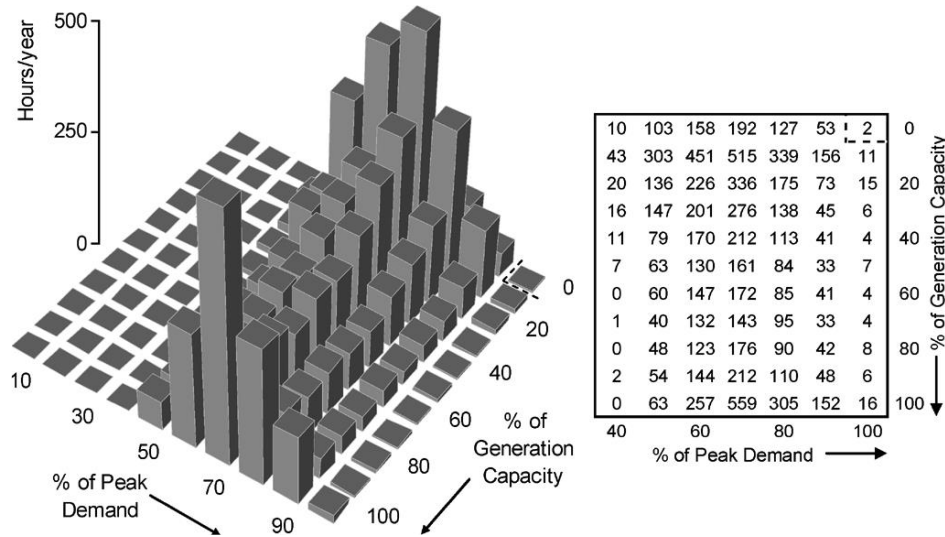 Hours/year
500
250
0
10
30
50
70
90
% of Peak
Demand
0
20
40
60
80
100
% of
Generation
Capacity
10 103 158 192 127 53 2 0
43 303 451 515 339 156 11
20 136 226 336 175 73 15 20
16 147 201 276 138 45 6
11 79 170 212 113 41 4 40
7 63 130 161 84 33 7
0 60 147 172 85 41 4 60
1 40 132 143 95 33 4
0 48 123 176 90 42 8 80
2 54 144 212 110 48 6
0 63 257 559 305 152 16 100
40 60 80 100
% of Peak Demand
% of Generation Capacity